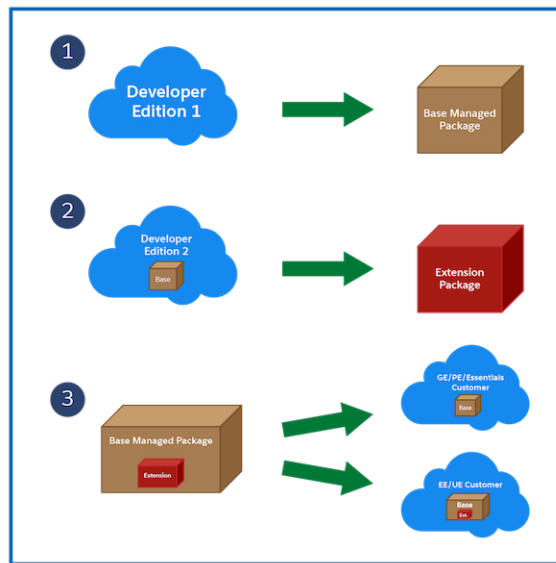 1
Developer
Edition 1
Base Managed
Package
2
Developer
Edition 2
Base
Extension
Package
3
Base Managed Package
Extension
GE/PE/Essentials
Customer
Base
EE/UE Customer
Base
Ext.